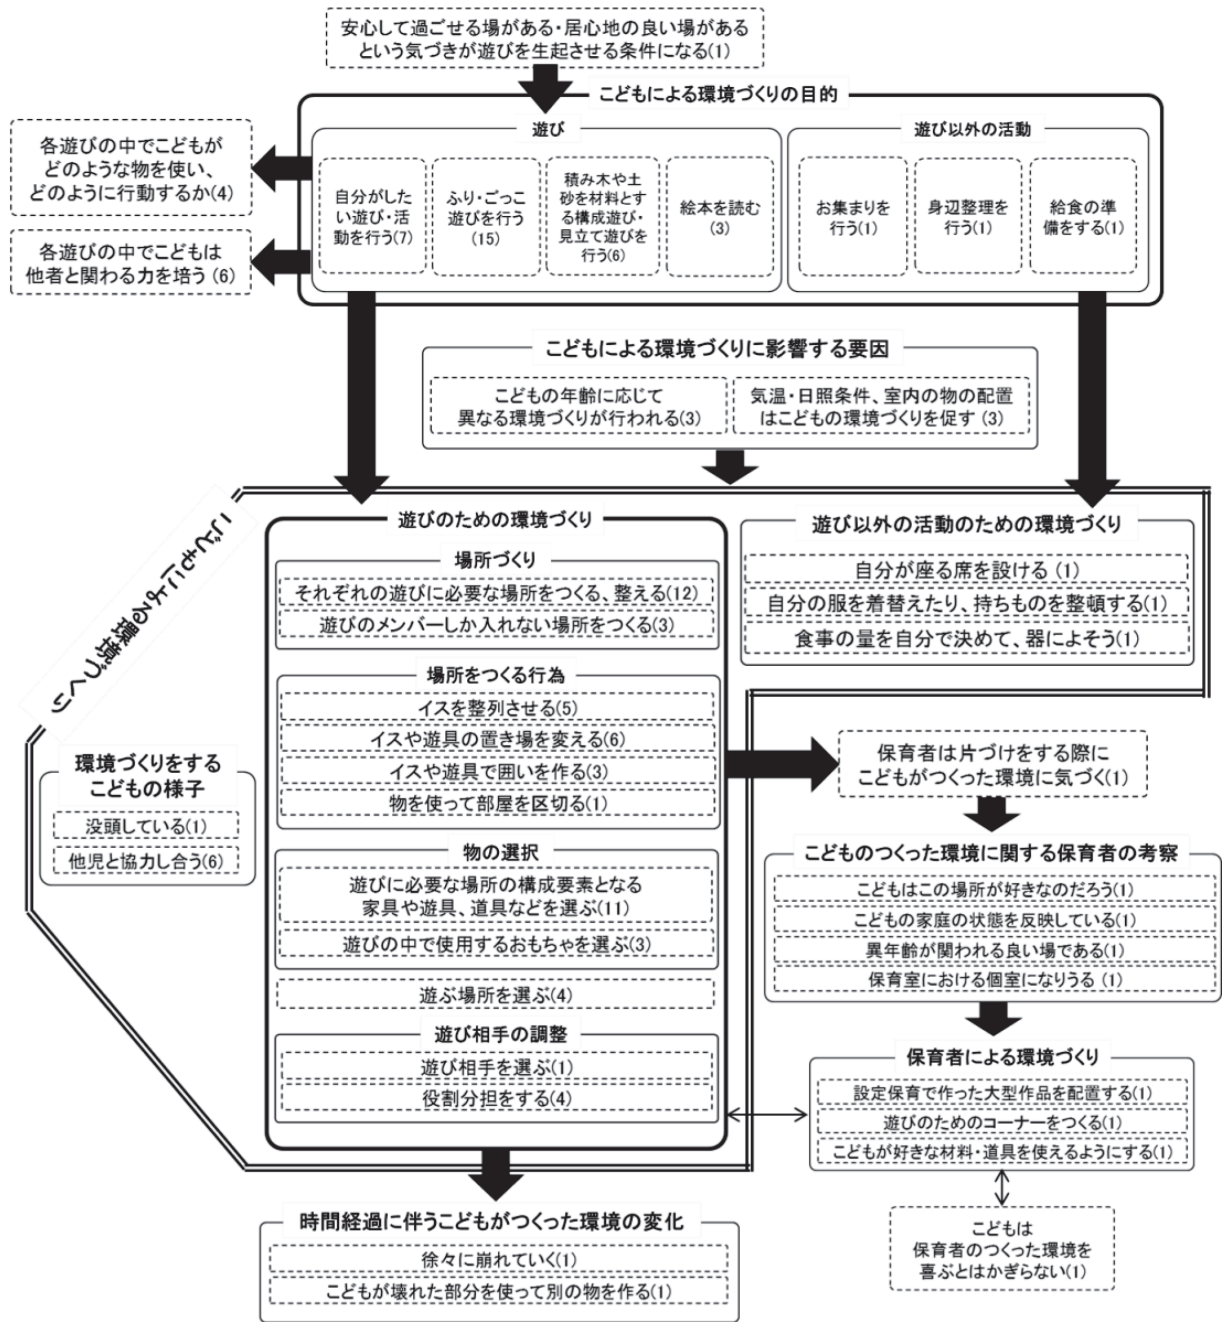 安心して過ごせる場がある・居心地の良い場がある
という気づきが遊びを生起させる条件になる(1)
こどもによる環境づくりの目的
遊び
自分がした
い遊び・活
動を行う(7)
ふり・ごっこ
遊びを行う
(15)
積み木や土
砂を材料とす
る構成遊び・
見立て遊びを
行う(6)
絵本を読む
(3)
遊び以外の活動
お集まりを
行う(1)
身辺整理を
行う(1)
給食の準
備をする(1)
各遊びの中でこどもが
どのような物を使い、
どのように行動するか(4)
各遊びの中でこどもは
他者と関わる力を培う(6)
こどもによる環境づくりに影響する要因
こどもの年齢に応じて
異なる環境づくりが行われる(3)
気温・日照条件、室内の物の配置
はこどもの環境づくりを促す(3)
こどもによる環境づくり
遊びのための環境づくり
場所づくり
それぞれの遊びに必要な場所をつくる、整える(12)
遊びのメンバーしか入れない場所をつくる(3)
場所をつくる行為
イスを整列させる(5)
イスや遊具の置き場を変える(6)
イスや遊具で囲いを作る(3)
物を使って部屋を区切る(1)
物の選択
遊びに必要な場所の構成要素となる
家具や遊具、道具などを選ぶ(11)
遊びの中で使用するおもちゃを選ぶ(3)
遊ぶ場所を選ぶ(4)
遊び相手の調整
遊び相手を選ぶ(1)
役割分担をする(4)
遊び以外の活動のための環境づくり
自分が座る席を設ける(1)
自分の服を着替えたり、持ちものを整頓する(1)
食事の量を自分で決めて、器によそう(1)
環境づくりをする
こどもの様子
没頭している(1)
他児と協力し合う(6)
保育者は片づけをする際に
こどもがつくった環境に気づく(1)
こどものつくった環境に関する保育者の考察
こどもはこの場所が好きなのだろう(1)
こどもの家庭の状態を反映している(1)
異年齢が関われる良い場である(1)
保育室における個室になりうる(1)
保育者による環境づくり
設定保育で作った大型作品を配置する(1)
遊びのためのコーナーをつくる(1)
こどもが好きな材料・道具を使えるようにする(1)
こどもは
保育者のつくった環境を
喜ぶとはかぎらない(1)
時間経過に伴うこどもがつくった環境の変化
徐々に崩れていく(1)
こどもが壊れた部分を使って別の物を作る(1)